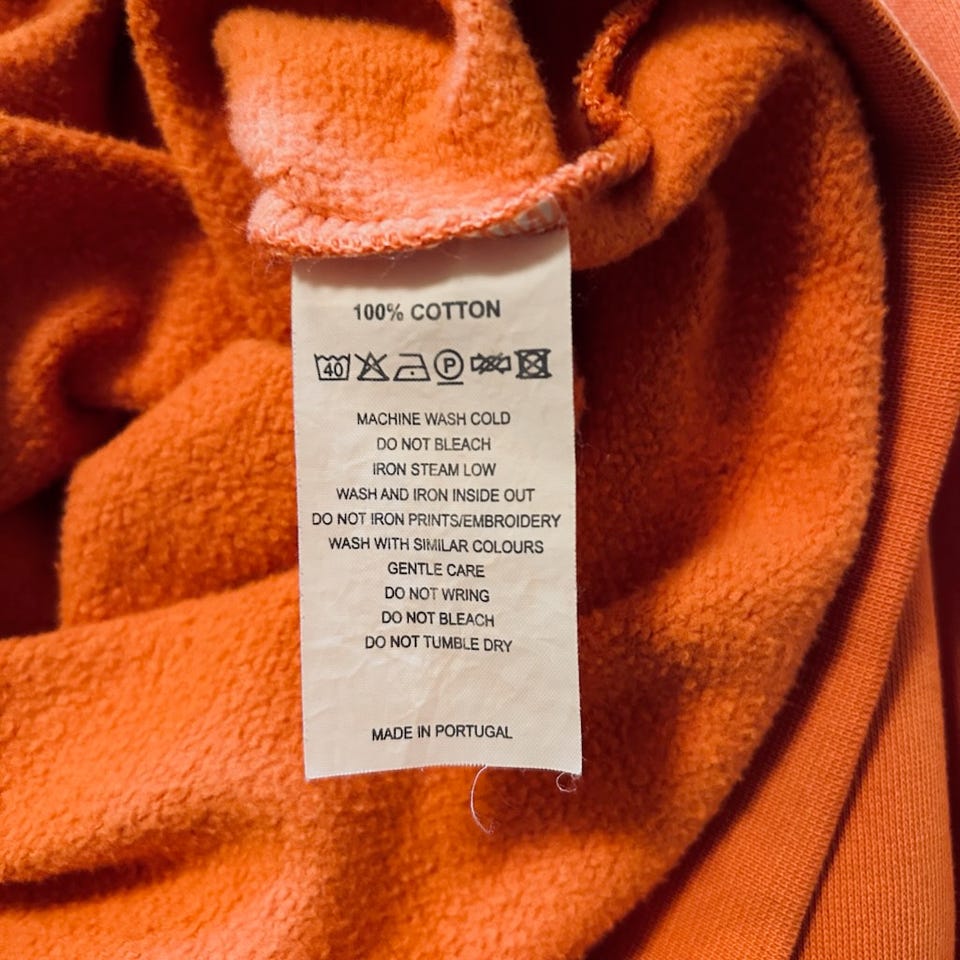 100% COTTON
40 P
MACHINE WASH COLD
DO NOT BLEACH
IRON STEAM LOW
WASH AND IRON INSIDE OUT
DO NOT IRON PRINTS/EMBROIDERY
WASH WITH SIMILAR COLOURS
GENTLE CARE
DO NOT WRING
DO NOT BLEACH
DO NOT TUMBLE DRY
MADE IN PORTUGAL